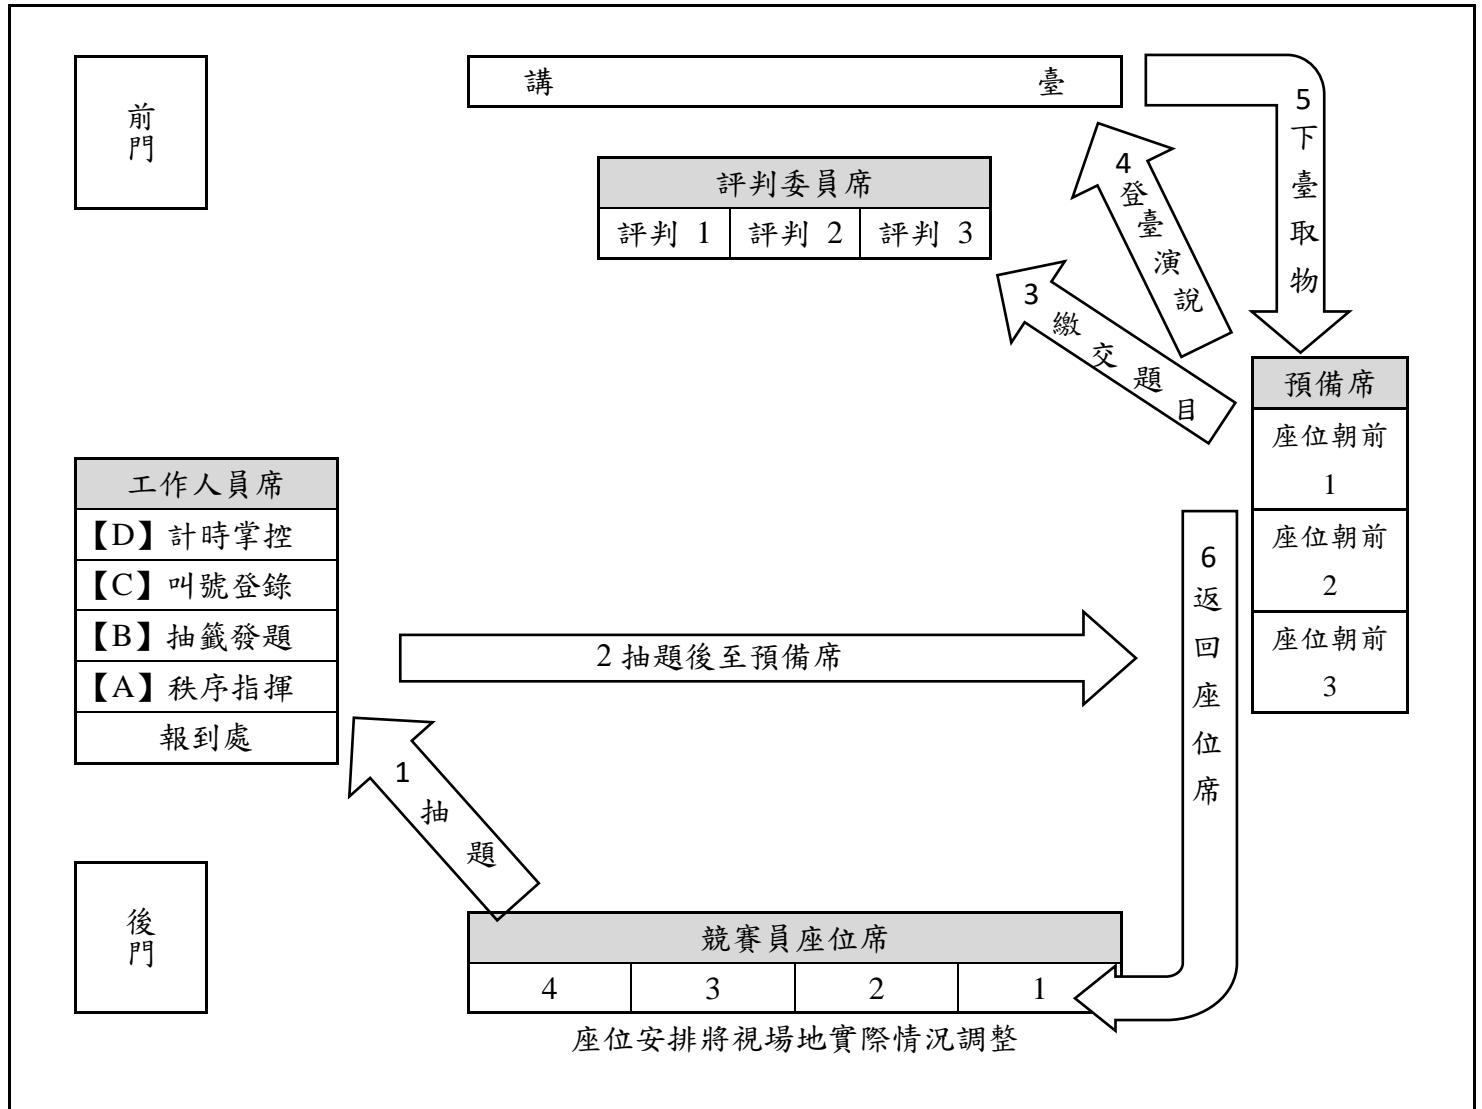 前門
講臺
評判委員席
評判 1 評判 2 評判 3
5下臺取物
4登臺演說
3繳交題目
預備席
座位朝前
1
座位朝前
2
座位朝前
3
工作人員席
【D】計時掌控
【C】叫號登錄
【B】抽籤發題
【A】秩序指揮
報到處
2 抽題後至預備席
6返回座位席
1抽題
後門
競賽員座位席
4 3 2 1
座位安排將視場地實際情況調整